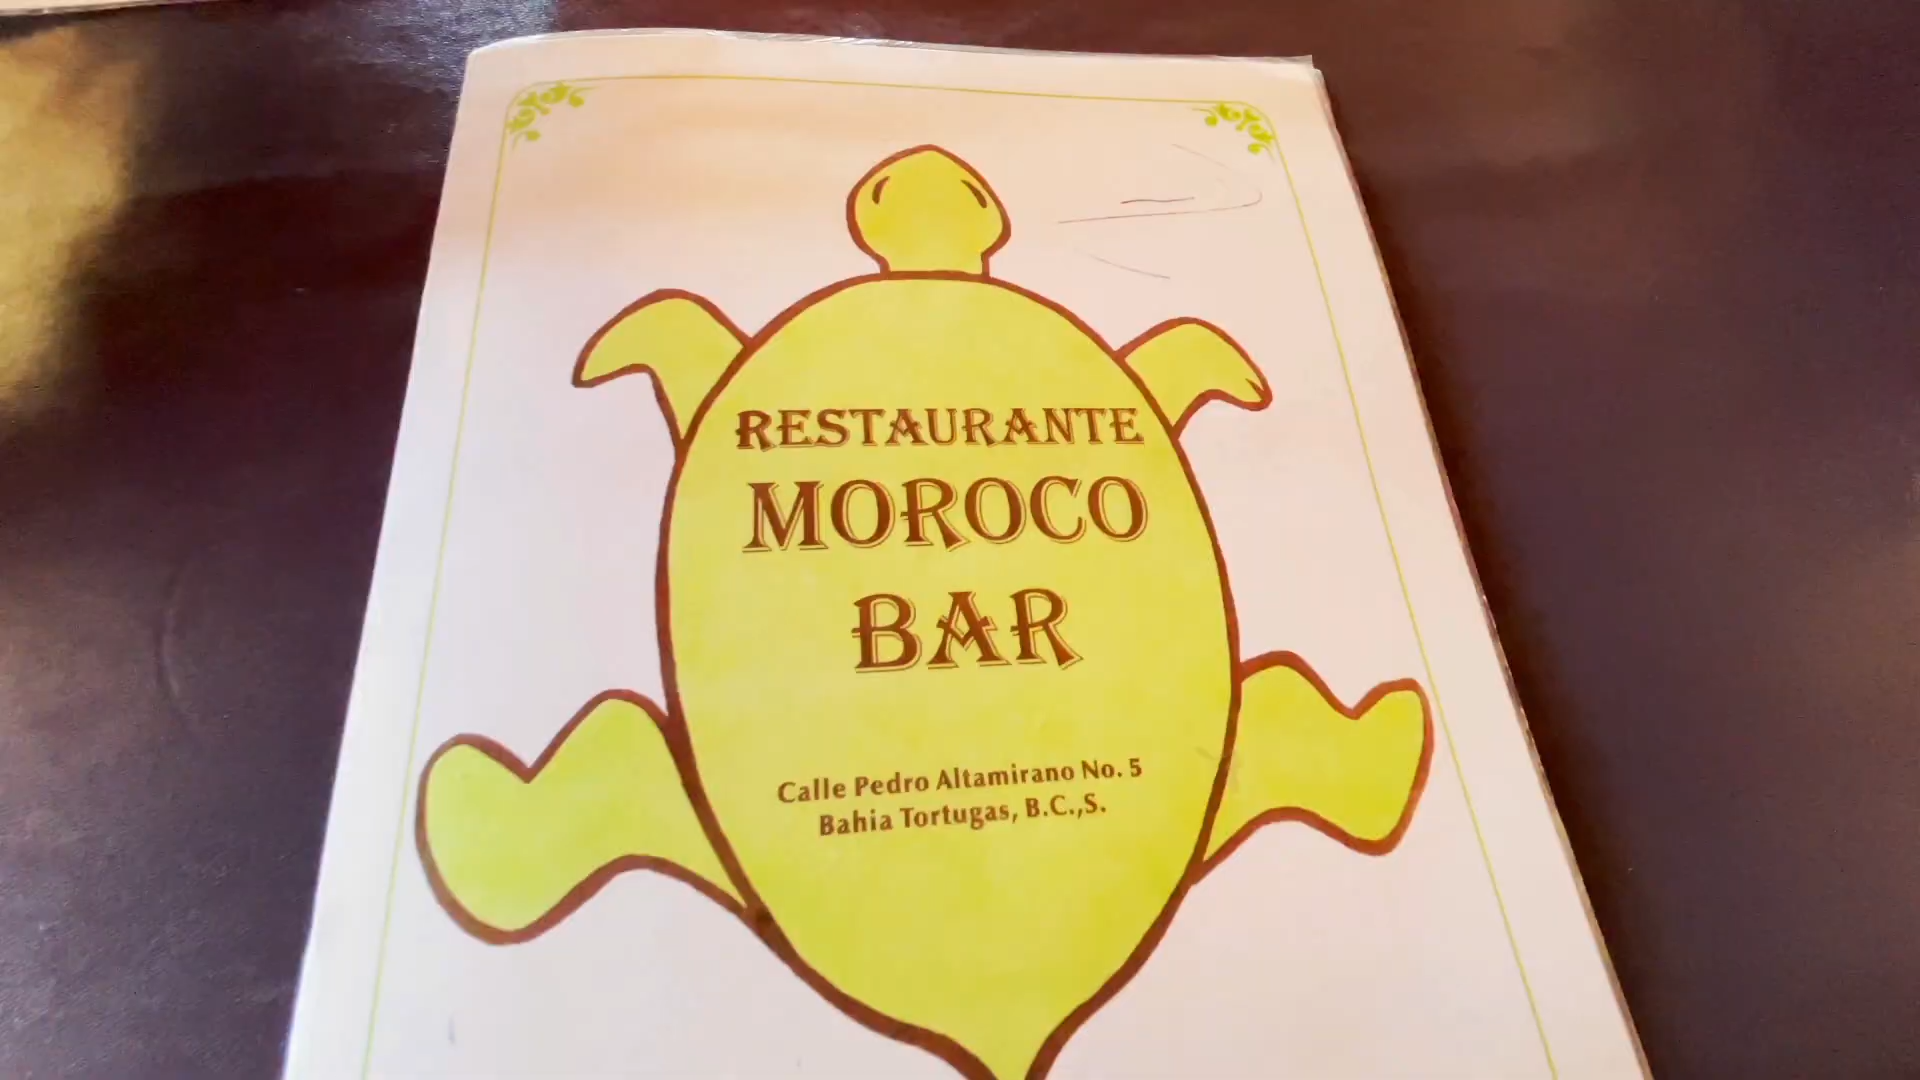 RESTAURANTE
MOROCO
BAR
Calle Pedro Altamirano No. 5
Bahia Tortugas, B.C.,S.